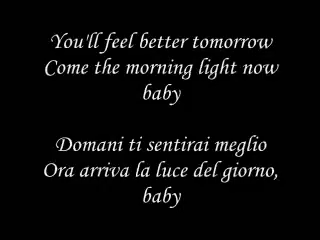 You'll feel better tomorrow
Come the morning light now
baby
Domani ti sentirai meglio
Ora arriva la luce del giorno,
baby